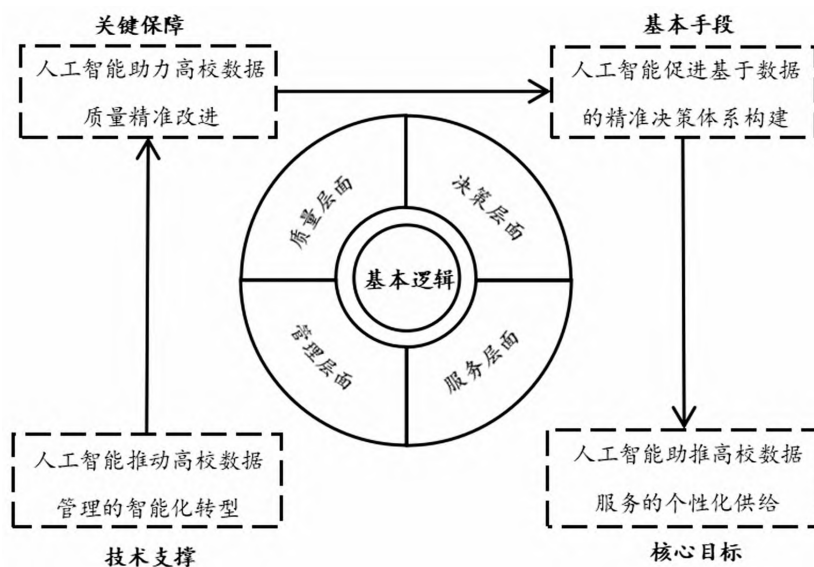 关键保障
人工智能助力高校数据
质量精准改进
基本手段
人工智能促进基于数据
的精准决策体系构建
质量层面
决策层面
基本逻辑
管理层面
服务层面
人工智能推动高校数据
管理的智能化转型
技术支撑
人工智能助推高校数据
服务的个性化供给
核心目标